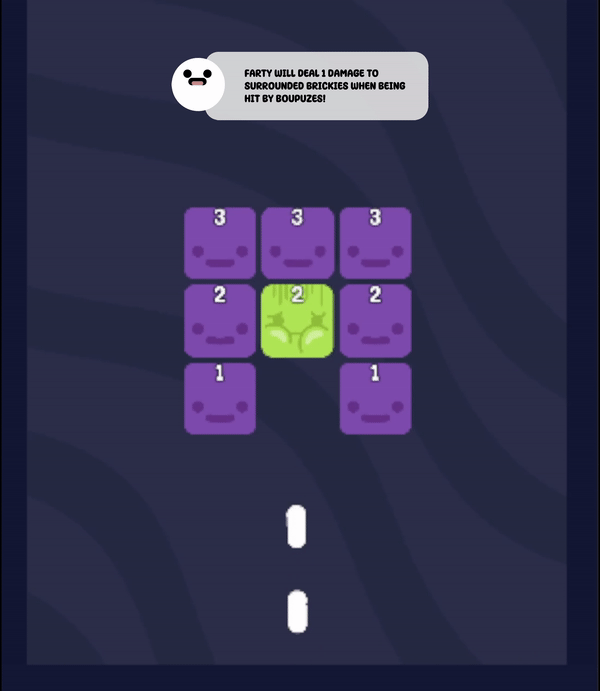 FARTY WILL DEAL 1 DAMAGE TO
SURROUNDED BRICKIES WHEN BEING
HIT BY BOUPUZES!
3 3 3
2 2 2
1 1